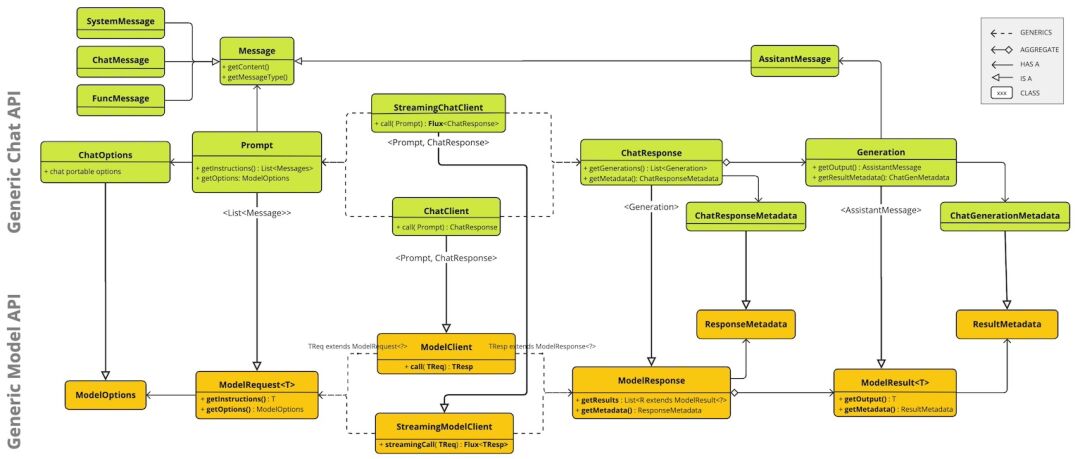 SystemMessage
ChatMessage
FuncMessage
Message
+ getContent()
+ getMessageType()
AssitantMessage
GENERICS
AGGREGATE
HAS A
IS A
xxx
CLASS
Generic Chat API
StreamingChatClient
+ call( Prompt) : Flux<ChatResponse>
<Prompt, ChatResponse>
ChatOptions
+ chat portable options
Prompt
+ getInstructions() : List<Messages>
+ getOptions: ModelOptions
<List<Message>>
ChatResponse
+ getGenerations() : List<Generation>
+ getMetadata(): ChatResponseMetadata
<Generation>
Generation
+ getOutput() : AssistantMessage
+ getResultMetadata(): ChatGenMetadata
<AssistantMessage>
ChatClient
+ call( Prompt) : ChatResponse
<Prompt, ChatResponse>
ChatResponseMetadata
ChatGenerationMetadata
Generic Model API
ResponseMetadata
ResultMetadata
TReq extends ModelRequest<?>
ModelClient
+ call( TReq) : TResp
TResp extends ModelResponse<?>
ModelOptions
ModelRequest<T>
+ getInstructions() : T
+ getOptions() : ModelOptions
ModelResponse
+ getResults : List<R extends ModelResult<?>
+ getMetadata() : ResponseMetadata
ModelResult<T>
+ getOutput() : T
+ getMetadata() : ResultMetadata
StreamingModelClient
+ streamingCall( TReq) : Flux<TResp>